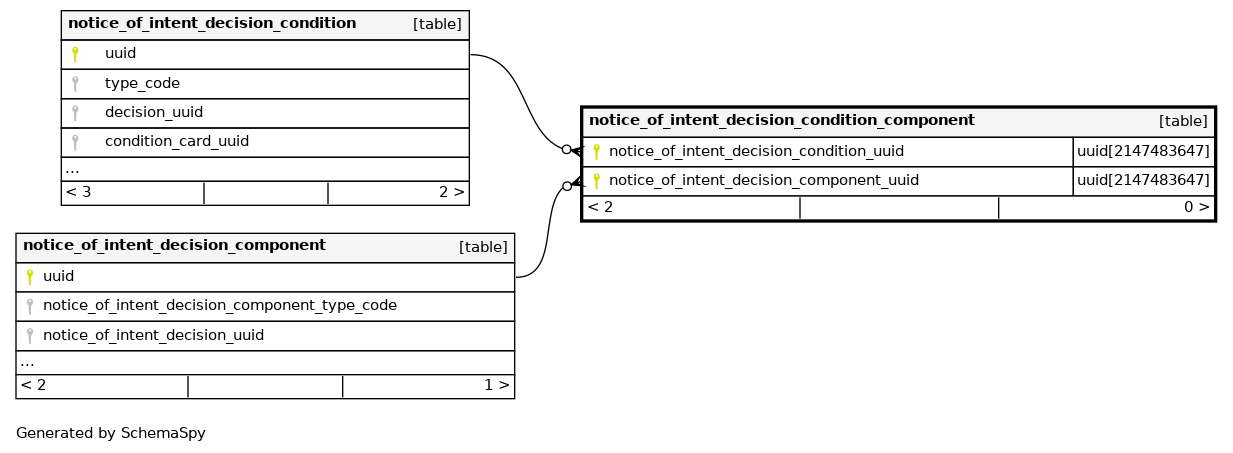 notice_of_intent_decision_condition [table]
uuid
type_code
decision_uuid
condition_card_uuid
...
< 3 2 >
notice_of_intent_decision_condition_component [table]
notice_of_intent_decision_condition_uuid uuid[2147483647]
notice_of_intent_decision_component_uuid uuid[2147483647]
< 2 0 >
notice_of_intent_decision_component [table]
uuid
notice_of_intent_decision_component_type_code
notice_of_intent_decision_uuid
...
< 2 1 >
Generated by SchemaSpy